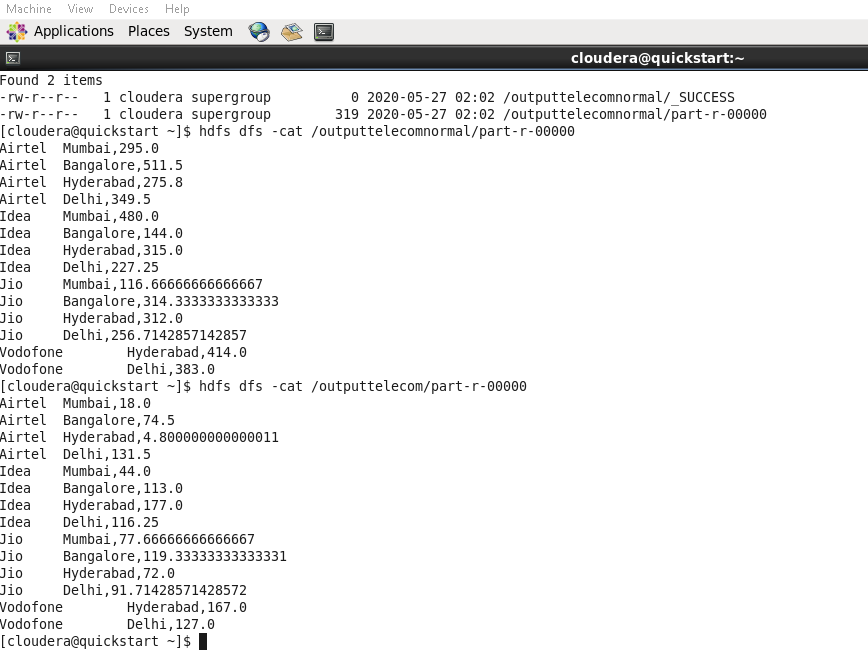 Machine View Devices Help
Applications Places System
cloudera@quickstart:~
Found 2 items
-rw-r--r--   1 cloudera supergroup          0 2020-05-27 02:02 /outputtelecomnormal/_SUCCESS
-rw-r--r--   1 cloudera supergroup        319 2020-05-27 02:02 /outputtelecomnormal/part-r-00000
[cloudera@quickstart ~]$ hdfs dfs -cat /outputtelecomnormal/part-r-00000
Airtel  Mumbai,295.0
Airtel  Bangalore,511.5
Airtel  Hyderabad,275.8
Airtel  Delhi,349.5
Idea    Mumbai,480.0
Idea    Bangalore,144.0
Idea    Hyderabad,315.0
Idea    Delhi,227.25
Jio     Mumbai,116.66666666666667
Jio     Bangalore,314.3333333333333
Jio     Hyderabad,312.0
Jio     Delhi,256.7142857142857
Vodofone        Hyderabad,414.0
Vodofone        Delhi,383.0
[cloudera@quickstart ~]$ hdfs dfs -cat /outputtelecom/part-r-00000
Airtel  Mumbai,18.0
Airtel  Bangalore,74.5
Airtel  Hyderabad,4.800000000000011
Airtel  Delhi,131.5
Idea    Mumbai,44.0
Idea    Bangalore,113.0
Idea    Hyderabad,177.0
Idea    Delhi,116.25
Jio     Mumbai,77.66666666666667
Jio     Bangalore,119.33333333333331
Jio     Hyderabad,72.0
Jio     Delhi,91.71428571428572
Vodofone        Hyderabad,167.0
Vodofone        Delhi,127.0
[cloudera@quickstart ~]$